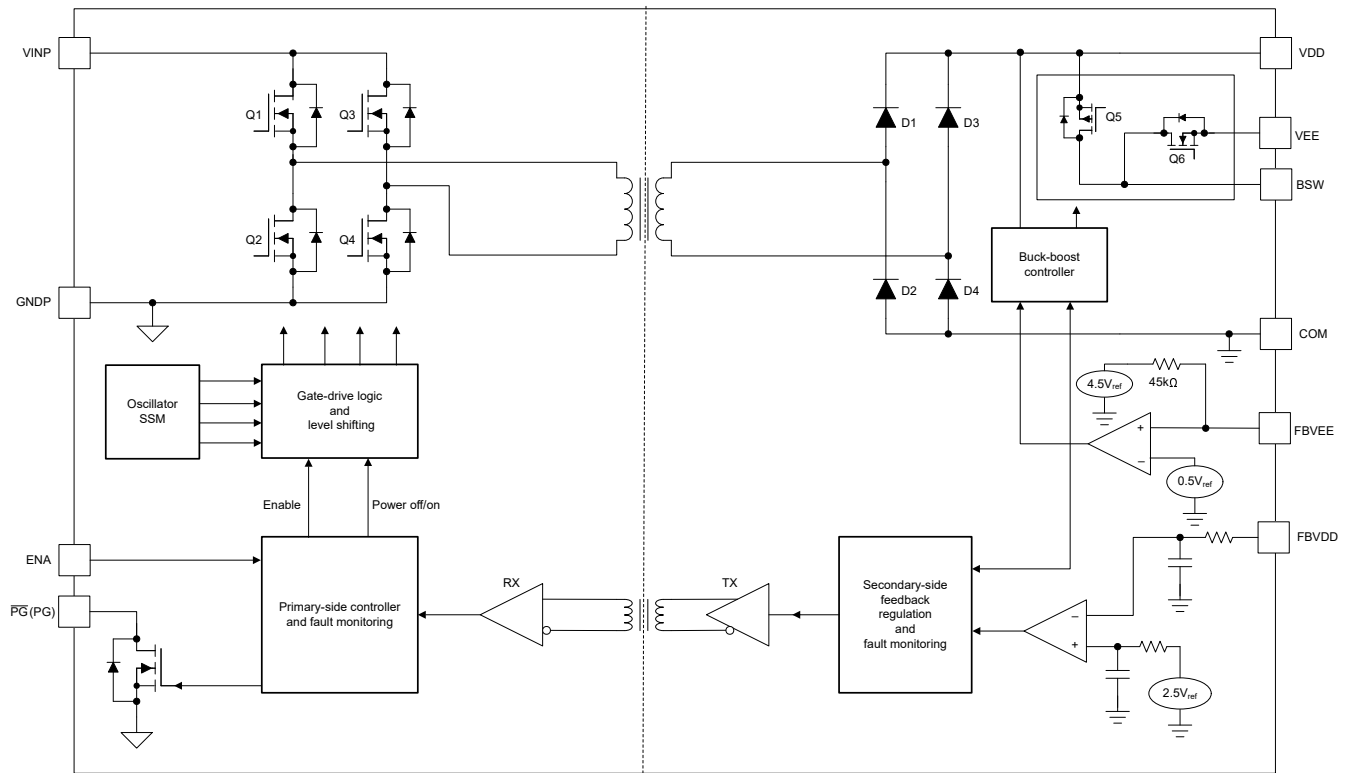 VINP
VDD
Q1
Q3
D1
D3
Q5
VEE
Q6
BSW
Q2
Q4
Buck-boost
controller
D2
D4
GNDP
COM
4.5Vref
45kΩ
Oscillator
SSM
Gate-drive logic
and
level shifting
FBVEE
+
−
0.5Vref
Enable
Power off/on
FBVDD
ENA
RX
TX
PG(PG)
Primary-side controller
and fault monitoring
Secondary-side
feedback
regulation
and
fault monitoring
−
+
2.5Vref